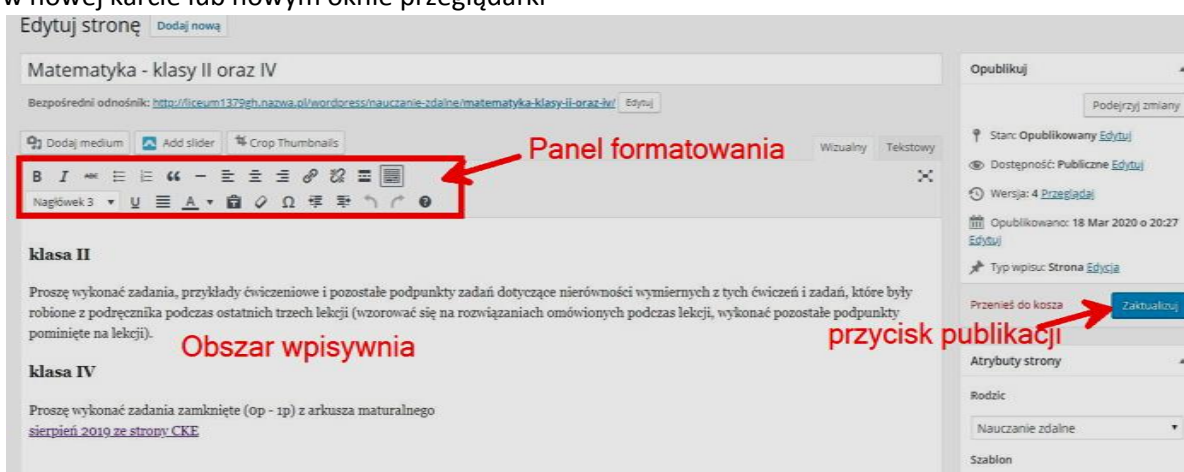 w nowej karcie lub nowym oknie przeglądarki
Edytuj stronę Dodaj nową
Matematyka - klasy II oraz IV
Bezpośredni odnośnik: http://liceum1379gh.nazwa.pl/wordpress/nauczanie-zdalne/matematyka-klasy-ii-oraz-iv/ Edytuj
Dodaj medium Add slider Crop Thumbnails
Panel formatowania
Wizualny Tekstowy
B I ABC
Nagłówek 3 U A Ω
klasa II
Proszę wykonać zadania, przykłady ćwiczeniowe i pozostałe podpunkty zadań dotyczące nierówności wymiernych z tych ćwiczeń i zadań, które były
robione z podręcznika podczas ostatnich trzech lekcji (wzorować się na rozwiązaniach omówionych podczas lekcji, wykonać pozostałe podpunkty
pominięte na lekcji).
Obszar wpisywnia
klasa IV
Proszę wykonać zadania zamknięte (0p - 1p) z arkusza maturalnego
sierpień 2019 ze strony CKE
Opublikuj
Podejrzyj zmiany
Stan: Opublikowany Edytuj
Dostępność: Publiczne Edytuj
Wersja: 4 Przeglądaj
Opublikowano: 18 Mar 2020 o 20:27
Edytuj
Typ wpisu: Strona Edycja
Przenieś do kosza Zaktualizuj
przycisk publikacji
Atrybuty strony
Rodzic
Nauczanie zdalne
Szablon